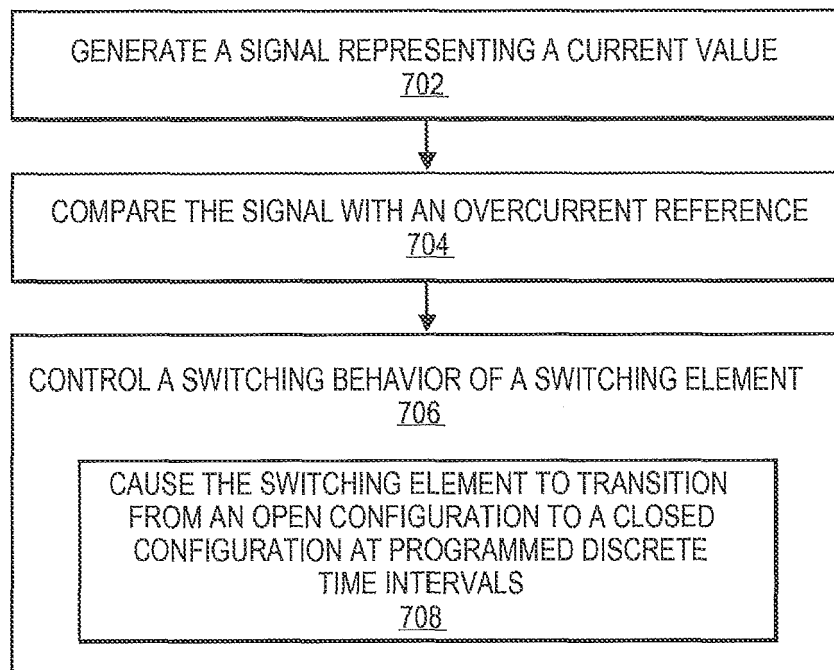 GENERATE A SIGNAL REPRESENTING A CURRENT VALUE
702
COMPARE THE SIGNAL WITH AN OVERCURRENT REFERENCE
704
CONTROL A SWITCHING BEHAVIOR OF A SWITCHING ELEMENT
706
CAUSE THE SWITCHING ELEMENT TO TRANSITION
FROM AN OPEN CONFIGURATION TO A CLOSED
CONFIGURATION AT PROGRAMMED DISCRETE
TIME INTERVALS
708